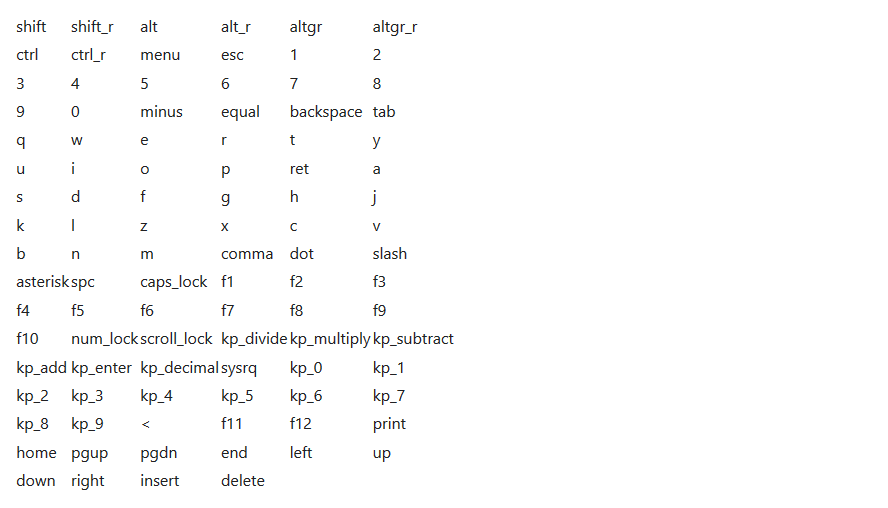 shift shift_r alt alt_r altgr altgr_r
ctrl ctrl_r menu esc 1 2
3 4 5 6 7 8
9 0 minus equal backspace tab
q w e r t y
u i o p ret a
s d f g h j
k l z x c v
b n m comma dot slash
asterisk spc caps_lock f1 f2 f3
f4 f5 f6 f7 f8 f9
f10 num_lock scroll_lock kp_divide kp_multiply kp_subtract
kp_add kp_enter kp_decimal sysrq kp_0 kp_1
kp_2 kp_3 kp_4 kp_5 kp_6 kp_7
kp_8 kp_9 < f11 f12 print
home pgup pgdn end left up
down right insert delete